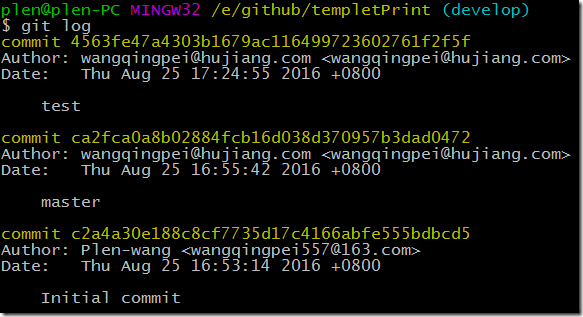 plen@plen-PC MINGW32 /e/github/templetPrint (develop)
$ git log
commit 4563fe47a4303b1679ac116499723602761f2f5f
Author: wangqingpei@hujiang.com <wangqingpei@hujiang.com>
Date:   Thu Aug 25 17:24:55 2016 +0800
    test
commit ca2fca0a8b02884fcb16d038d370957b3dad0472
Author: wangqingpei@hujiang.com <wangqingpei@hujiang.com>
Date:   Thu Aug 25 16:55:42 2016 +0800
    master
commit c2a4a30e188c8cf7735d17c4166abfe555bdbcd5
Author: Plen-wang <wangqingpei557@163.com>
Date:   Thu Aug 25 16:53:14 2016 +0800
    Initial commit